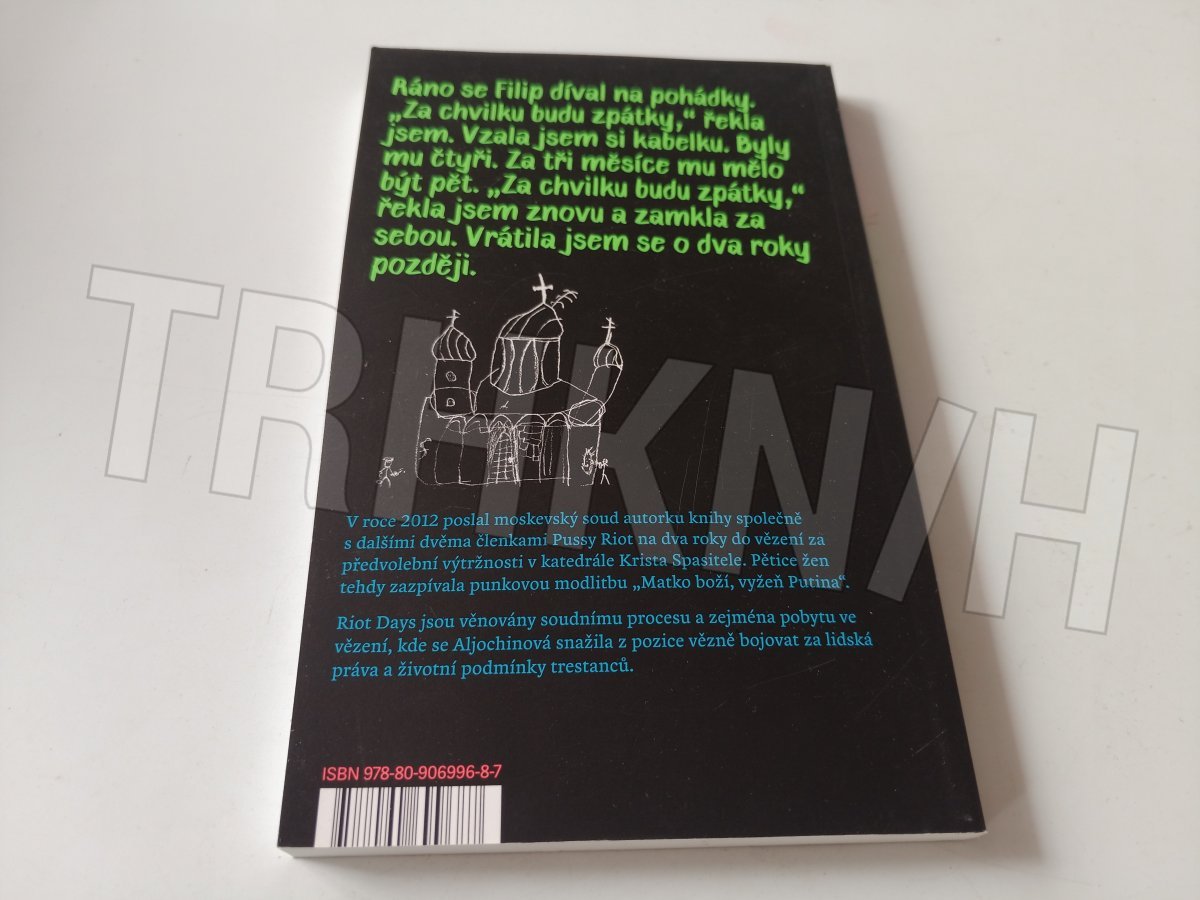 Ráno se Filip díval na pohádky.
„Za chvilku budu zpátky,“ řekla
jsem. Vzala jsem si kabelku. Byly
mu čtyři. Za tři měsíce mu mělo
být pět. „Za chvilku budu zpátky,“
řekla jsem znovu a zamkla za
sebou. Vrátila jsem se o dva roky
později.
TRHKNIH
V roce 2012 poslal moskevský soud autorku knihy společně
s dalšími dvěma členkami Pussy Riot na dva roky do vězení za
předvolební výtržnosti v katedrále Krista Spasitele. Pětice žen
tehdy zazpívala punkovou modlitbu „Matko boží, vyžeň Putina“.
Riot Days jsou věnovány soudnímu procesu a zejména pobytu ve
vězení, kde se Aljochinová snažila z pozice vězně bojovat za lidská
práva a životní podmínky trestanců.
ISBN 978-80-906996-8-7